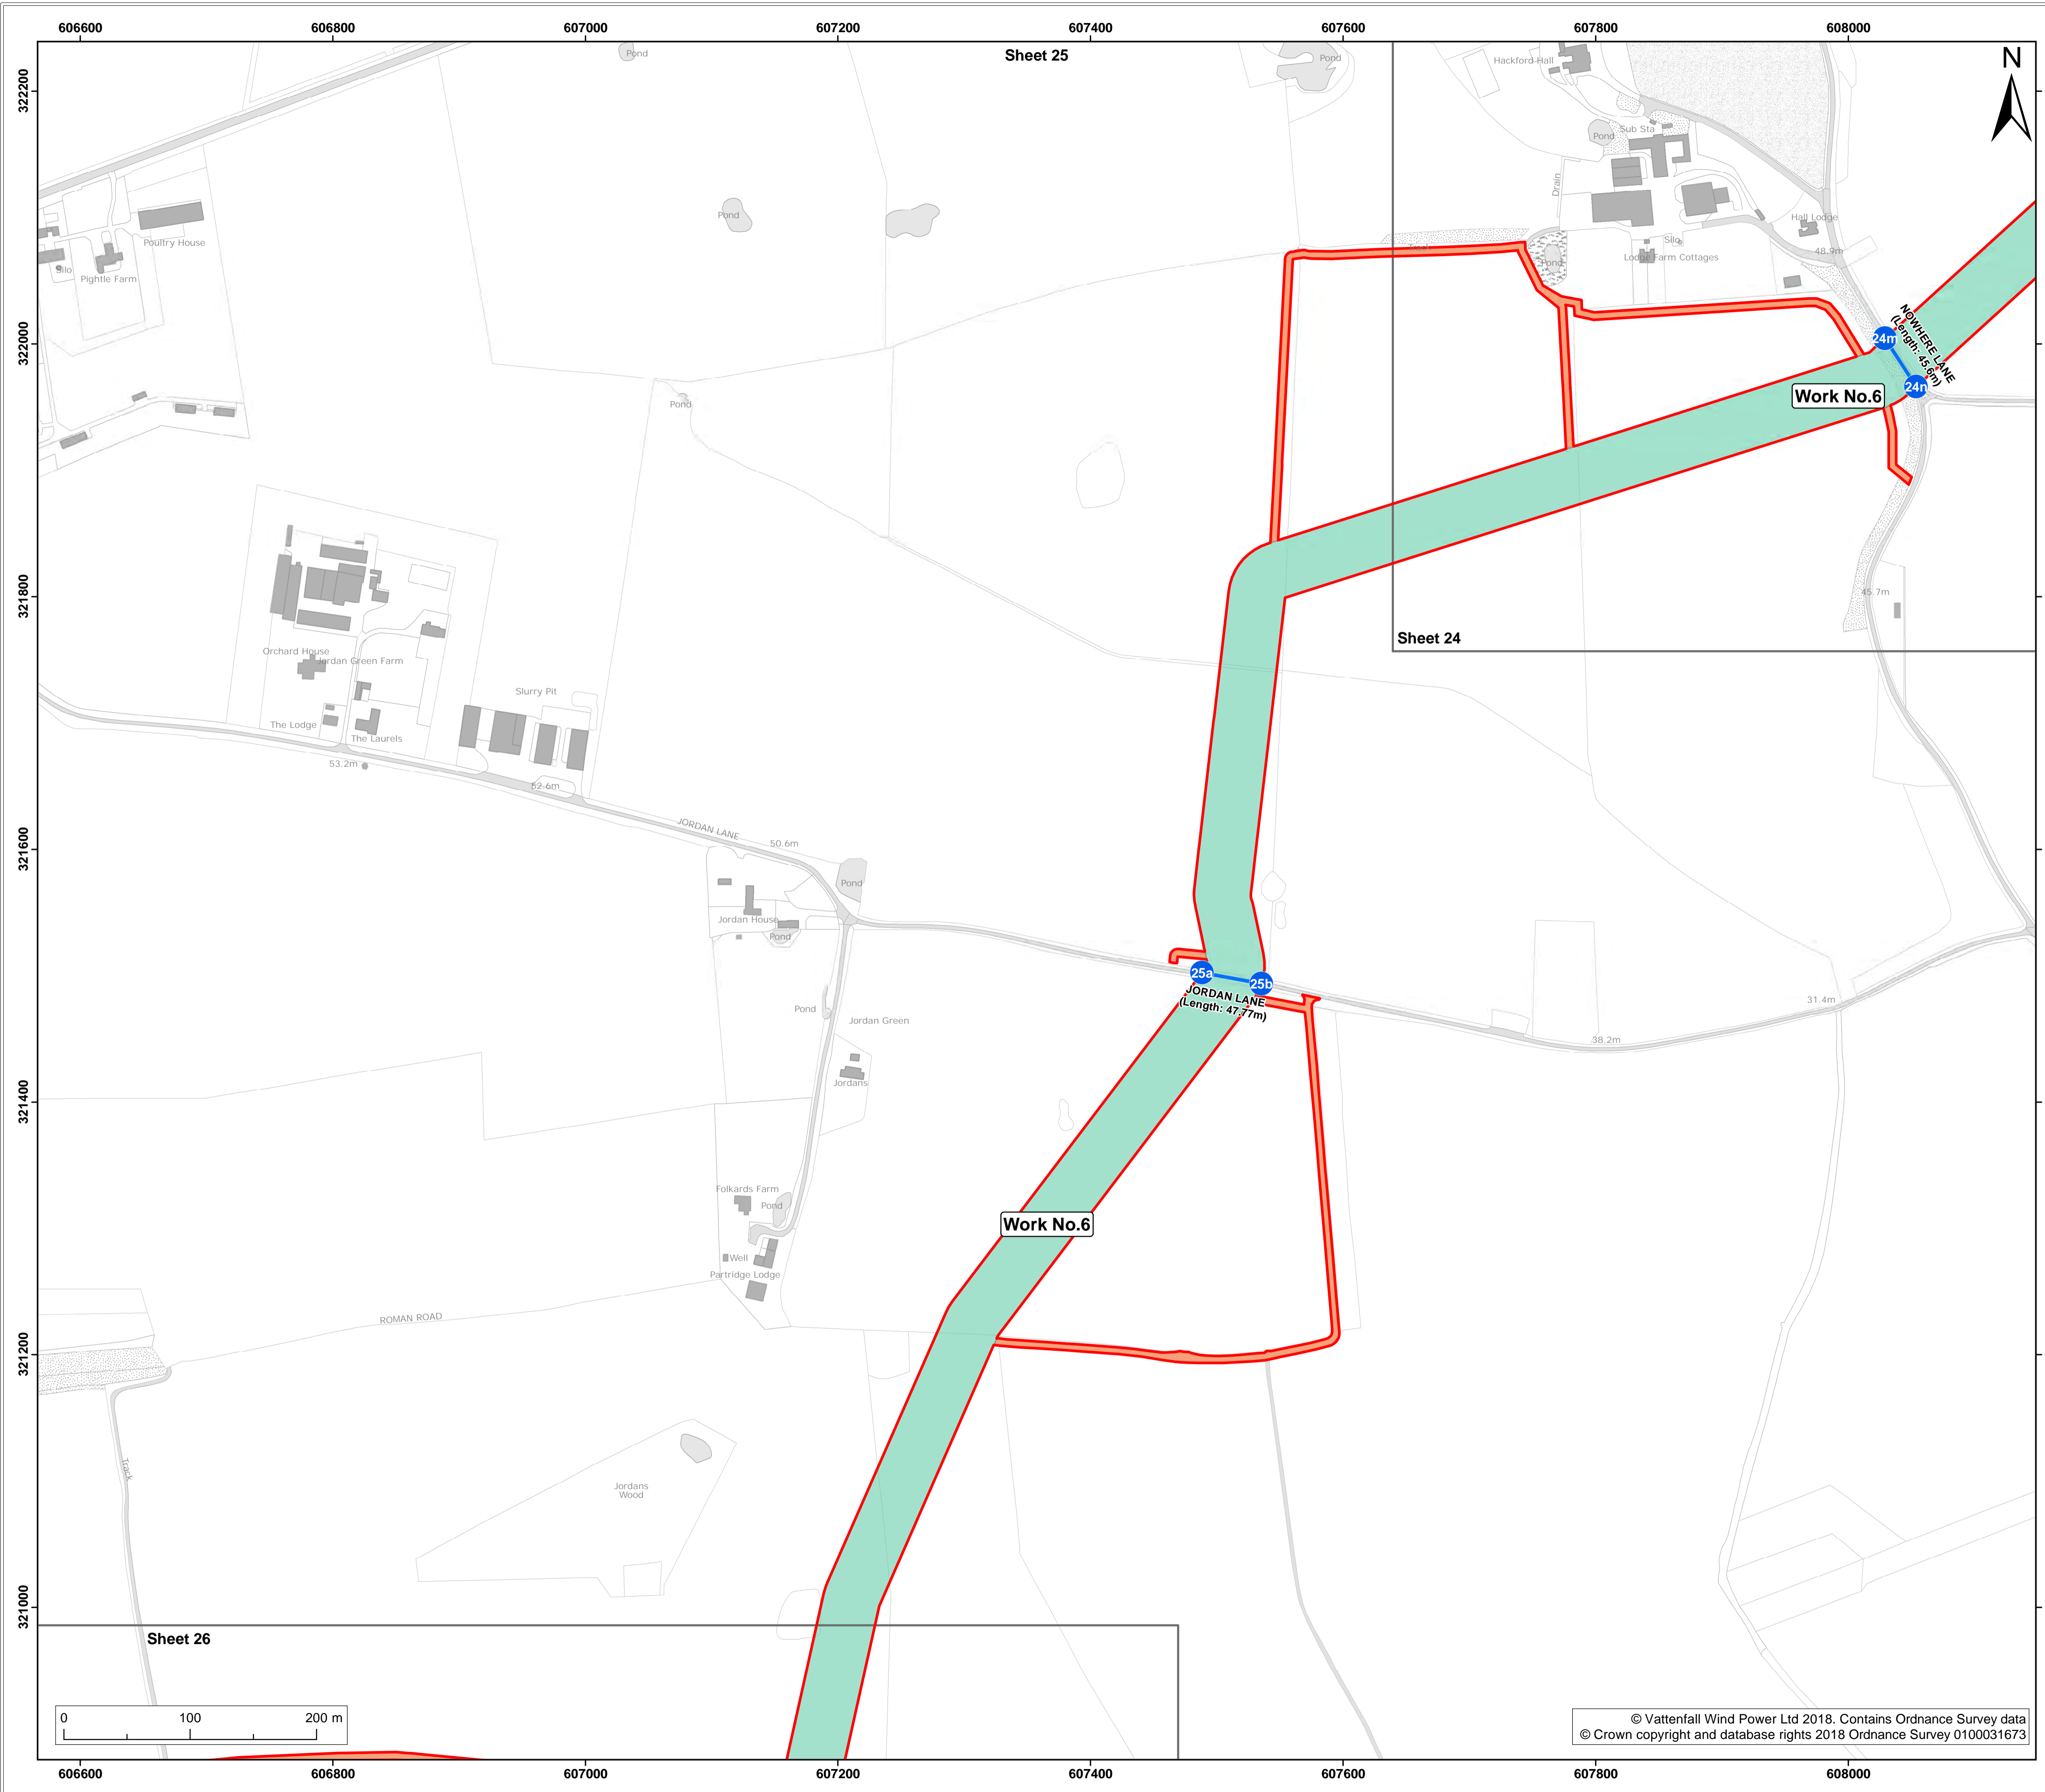 606600
606800
607000
607200
607400
607600
607800
608000
Sheet 25
N
322200
322000
321800
321600
321400
321200
321000
Pond
Pond
Hackford Hall
Pond
Sub Sta
Drain
Pond
Poultry House
Silo
Pightle Farm
Hall Lodge
48.9m
Track
Silo
Lodge Farm Cottages
Pond
NOWHERE LANE
(Length: 45.6m)
24m
24n
Work No.6
Pond
45.7m
Sheet 24
Orchard House
Jordan Green Farm
Slurry Pit
The Lodge
The Laurels
53.2m
52.6m
JORDAN LANE
50.6m
Pond
Jordan House
Pond
25a
25b
JORDAN LANE
(Length: 47.77m)
Pond
Jordan Green
31.4m
38.2m
Jordans
Folkards Farm
Pond
Work No.6
Well
Partridge Lodge
ROMAN ROAD
Track
Jordans
Wood
Sheet 26
0
100
200 m
© Vattenfall Wind Power Ltd 2018. Contains Ordnance Survey data
© Crown copyright and database rights 2018 Ordnance Survey 0100031673
606600
606800
607000
607200
607400
607600
607800
608000